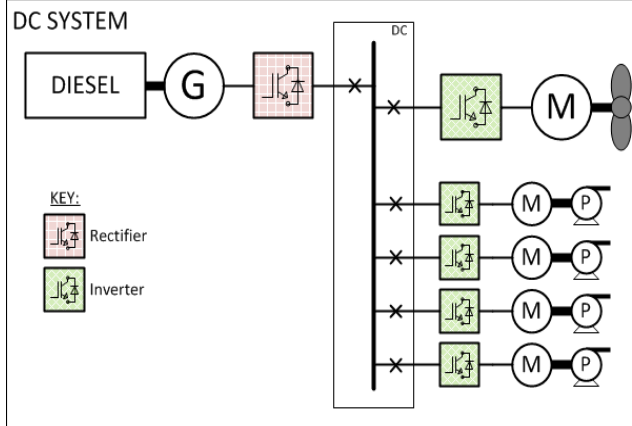 DC SYSTEM
DC
DIESEL
G
M
KEY:
Rectifier
Inverter
M P
M P
M P
M P